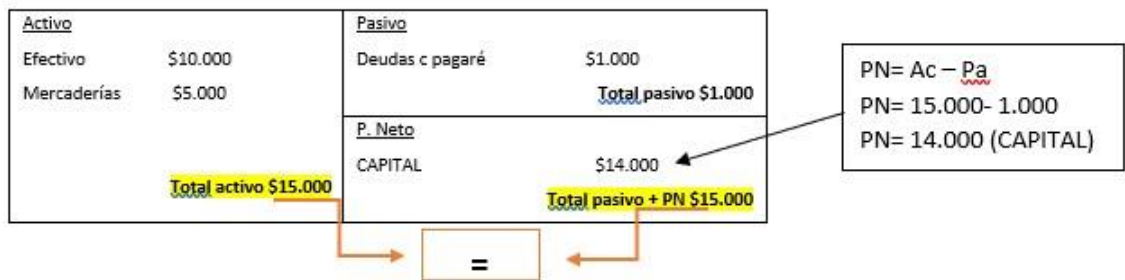 Activo
Efectivo $10.000
Mercaderías $5.000
Total activo $15.000
Pasivo
Deudas c pagaré $1.000
Total pasivo $1.000
P. Neto
CAPITAL $14.000
Total pasivo + PN $15.000
PN= Ac – Pa
PN= 15.000- 1.000
PN= 14.000 (CAPITAL)
=